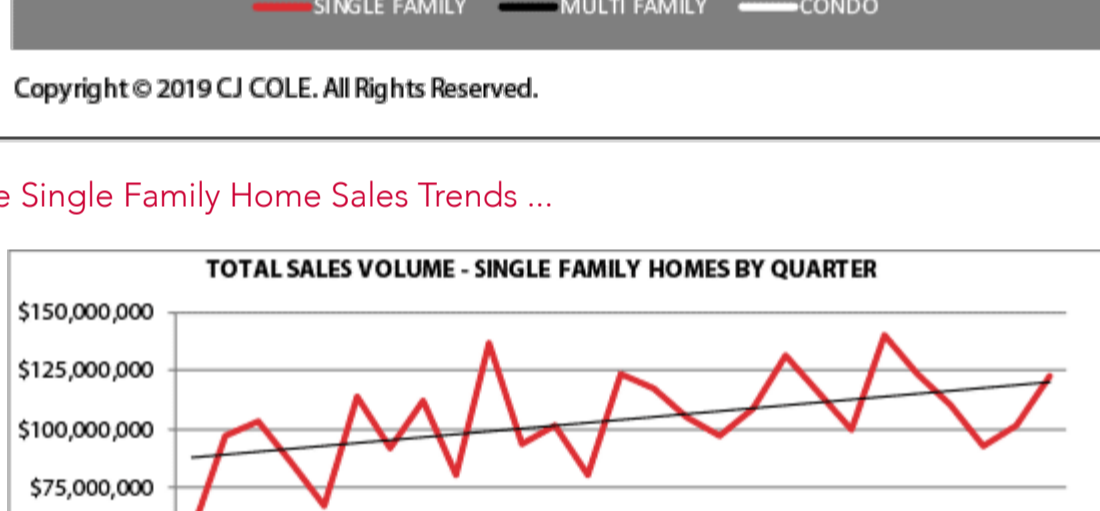 SINGLE FAMILY MULTI FAMILY CONDO
Copyright © 2019 CJ COLE. All Rights Reserved.
e Single Family Home Sales Trends ...
TOTAL SALES VOLUME - SINGLE FAMILY HOMES BY QUARTER
$150,000,000
$125,000,000
$100,000,000
$75,000,000